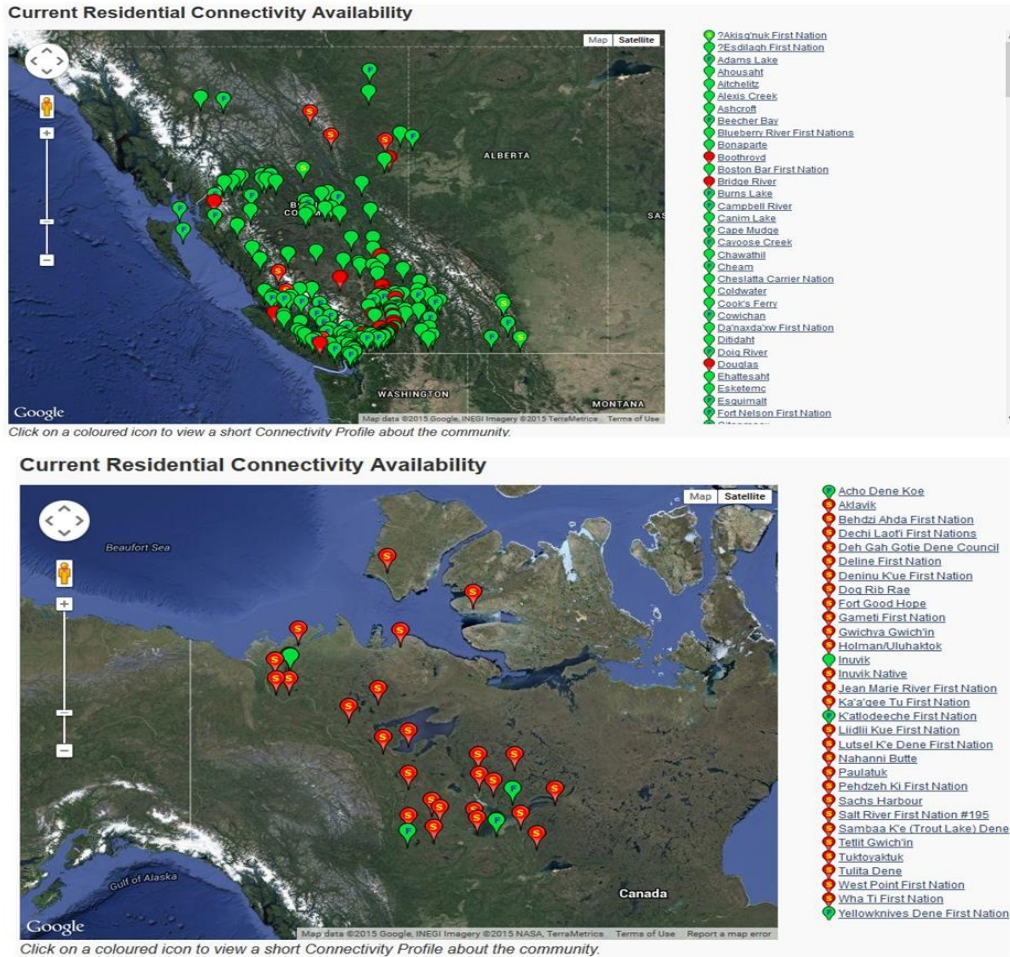 Current Residential Connectivity Availability
Map Satellite
ALBERTA
WASHINGTON
MONTANA
Google
Map data ©2015 Google, INEGI Imagery ©2015 TerraMetrics Terms of Use
Click on a coloured icon to view a short Connectivity Profile about the community.
?Akisq'nuk First Nation
?Esdilagh First Nation
Adams Lake
Ahousaht
Aitchelitz
Alexis Creek
Ashcroft
Beecher Bay
Blueberry River First Nations
Bonaparte
Boothroyd
Boston Bar First Nation
Bridge River
Burns Lake
Campbell River
Canim Lake
Cape Mudge
Cayoose Creek
Chawathil
Cheam
Cheslatta Carrier Nation
Coldwater
Cook's Ferry
Cowichan
Da'naxda'xw First Nation
Ditidaht
Doig River
Douglas
Ehattesaht
Esketemc
Esquimalt
Fort Nelson First Nation
Current Residential Connectivity Availability
Map Satellite
Beaufort Sea
Gulf of Alaska
Canada
Google
Map data ©2015 Google, INEGI Imagery ©2015 NASA, TerraMetrics Terms of Use Report a map error
Click on a coloured icon to view a short Connectivity Profile about the community.
Acho Dene Koe
Aklavik
Behdzi Ahda First Nation
Dechi Laot'i First Nations
Deh Gah Gotie Dene Council
Deline First Nation
Deninu K'ue First Nation
Dog Rib Rae
Fort Good Hope
Gameti First Nation
Gwichya Gwich'in
Holman/Uluhaktok
Inuvik
Inuvik Native
Jean Marie River First Nation
Ka'a'gee Tu First Nation
K'atlodeeche First Nation
Liidlii Kue First Nation
Lutsel K'e Dene First Nation
Nahanni Butte
Paulatuk
Pehdzeh Ki First Nation
Sachs Harbour
Salt River First Nation #195
Sambaa K'e (Trout Lake) Dene
Tetlit Gwich'in
Tuktoyaktuk
Tulita Dene
West Point First Nation
Wha Ti First Nation
Yellowknives Dene First Nation